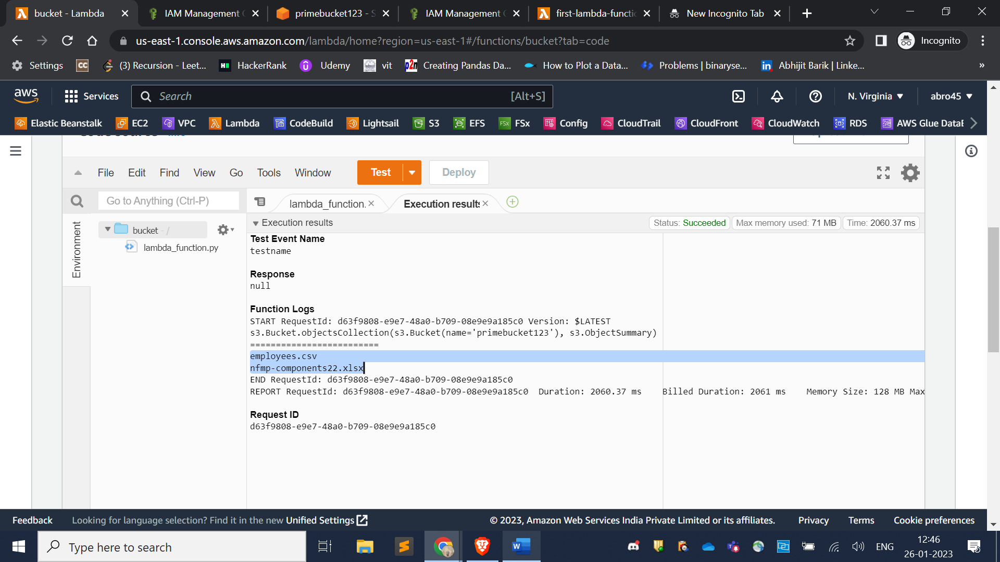 bucket - Lambda
IAM Management
primebucket123 - S
IAM Management
first-lambda-functi
New Incognito Tab
us-east-1.console.aws.amazon.com/lambda/home?region=us-east-1#/functions/bucket?tab=code
Incognito
Settings
CC
(3) Recursion - Leet...
HackerRank
Udemy
vit
Creating Pandas Da...
How to Plot a Data...
Problems | binaryse...
Abhijit Barik | Linke...
»
aws
Services
Search
[Alt+S]
N. Virginia
abro45
Elastic Beanstalk
EC2
VPC
Lambda
CodeBuild
Lightsail
S3
EFS
FSx
Config
CloudTrail
CloudFront
CloudWatch
RDS
AWS Glue DataB
File
Edit
Find
View
Go
Tools
Window
Test
Deploy
Go to Anything (Ctrl-P)
lambda_function.
Execution results
Environment
bucket - /
lambda_function.py
Execution results
Status: Succeeded
Max memory used: 71 MB
Time: 2060.37 ms
Test Event Name
testname
Response
null
Function Logs
START RequestId: d63f9808-e9e7-48a0-b709-08e9e9a185c0 Version: $LATEST
s3.Bucket.objectsCollection(s3.Bucket(name='primebucket123'), s3.ObjectSummary)
=========================
employees.csv
nfmp-components22.xlsx
END RequestId: d63f9808-e9e7-48a0-b709-08e9e9a185c0
REPORT RequestId: d63f9808-e9e7-48a0-b709-08e9e9a185c0 Duration: 2060.37 ms Billed Duration: 2061 ms Memory Size: 128 MB Max
Request ID
d63f9808-e9e7-48a0-b709-08e9e9a185c0
Feedback
Looking for language selection? Find it in the new Unified Settings
© 2023, Amazon Web Services India Private Limited or its affiliates.
Privacy
Terms
Cookie preferences
Type here to search
ENG
12:46
26-01-2023